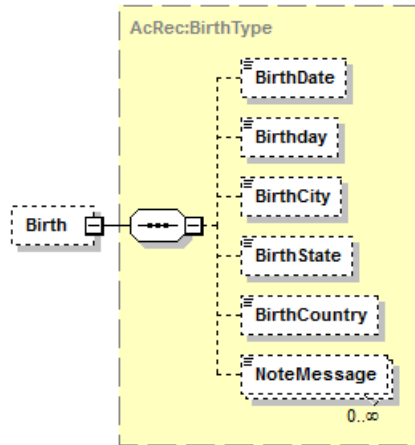 AcRec:BirthType
BirthDate
Birthday
BirthCity
Birth
BirthState
BirthCountry
NoteMessage
0..∞